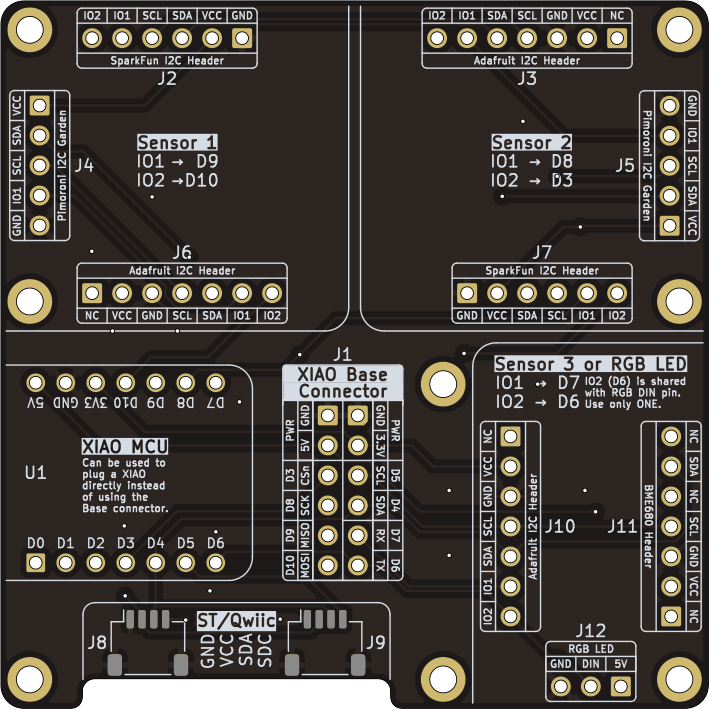 IO2 IO1 SCL SDA VCC GND
SparkFun I2C Header
J2
IO2 IO1 SCL SDA VCC NC
Adafruit I2C Header
J3
VCC SDA SCL IO1 GND
Pimoroni I2C Garden
J4
Sensor 1
IO1 → D9
IO2 →D10
Sensor 2
IO1 → D8
IO2 → D3
J5
Pimoroni I2C Garden
GND IO1 SCL SDA VCC
J6
Adafruit I2C Header
NC VCC GND SCL SDA IO1 IO2
J7
SparkFun I2C Header
GND VCC SDA SCL IO1 IO2
5V GND 3V3 D10 D9 D8 D7
U1
XIAO MCU
Can be used to
plug a XIAO
directly instead
of using the
Base connector.
D0 D1 D2 D3 D4 D5 D6
J1
XIAO Base
Connector
PWR GND GND PWR
5V 3.3V
D3 CSn SCL D5
D8 SCK SDA D4
D9 MISO RX D7
D10 MOSI TX D6
Sensor 3 or RGB LED
IO1 → D7
IO2 → D6
IO2 (D6) is shared
with RGB DIN pin.
Use only ONE.
NC VCC GND SCL SDA IO1 IO2
Adafruit I2C Header
J10
J11
BME680 Header
NC SDA NC SCL GND VCC NC
J8
ST/Qwiic
GND
VCC
SDA
SDC
J9
J12
RGB LED
GND DIN 5V